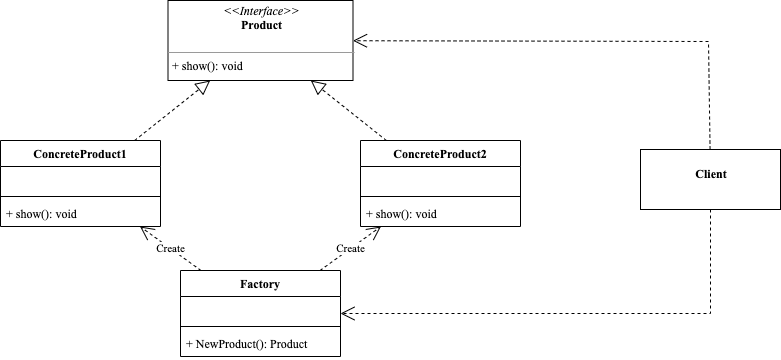 <<Interface>>
Product
+ show(): void
ConcreteProduct1
+ show(): void
ConcreteProduct2
+ show(): void
Client
Create
Create
Factory
+ NewProduct(): Product